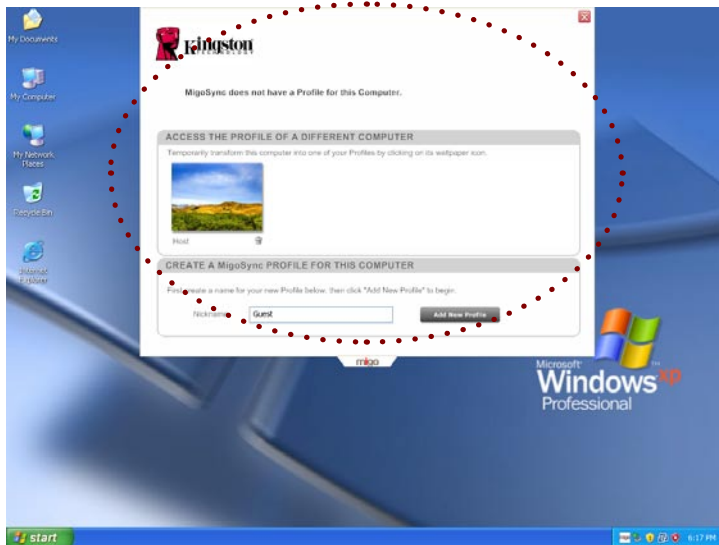 My Documents
My Computer
My Network
Places
Recycle Bin
Internet
Explorer
Kingston
TECHNOLOGY
MigoSync does not have a Profile for this Computer.
ACCESS THE PROFILE OF A DIFFERENT COMPUTER
Temporarily transform this computer into one of your Profiles by clicking on its wallpaper icon.
Host
CREATE A MigoSync PROFILE FOR THIS COMPUTER
First create a name for your new Profile below, then click "Add New Profile" to begin.
Nickname
Guest
Add New Profile
migo
Microsoft
Windows xp
Professional
start
6:17 PM